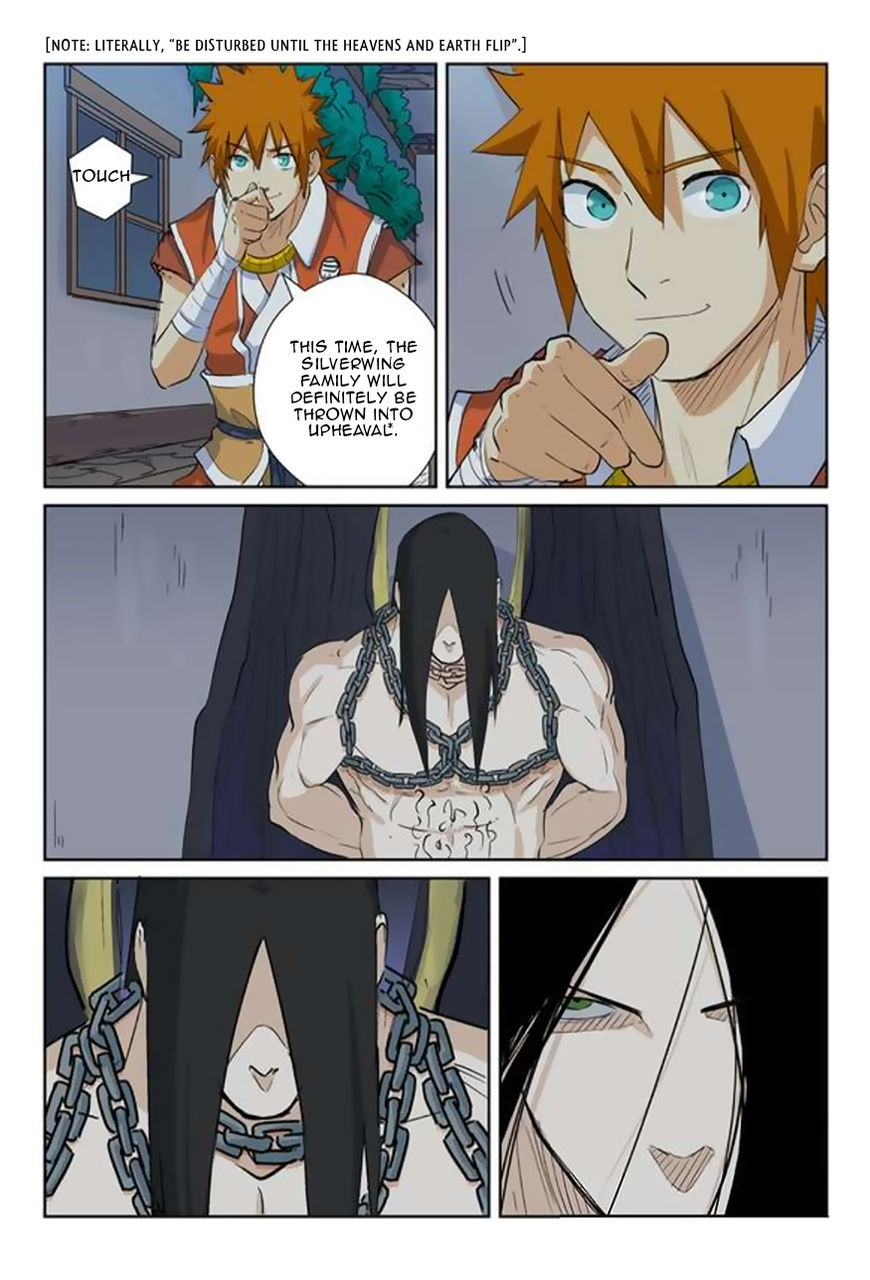 [NOTE: LITERALLY, “BE DISTURBED UNTIL THE HEAVENS AND EARTH FLIP”.]
TOUCH
THIS TIME, THE
SILVERWING
FAMILY WILL
DEFINITELY BE
THROWN INTO
UPHEAVAL*.